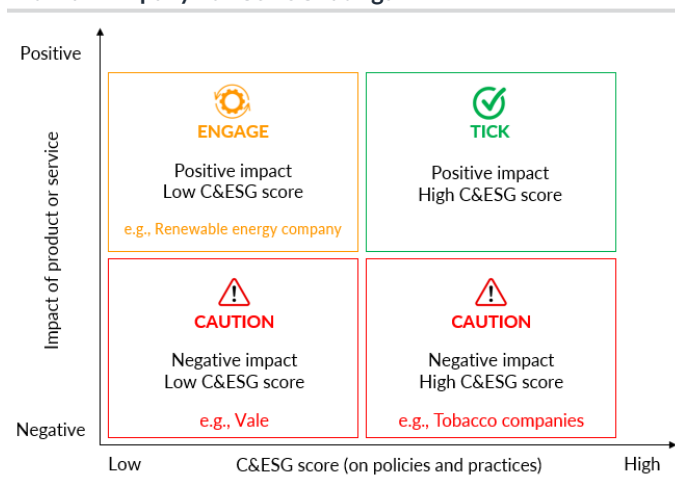 Positive
ENGAGE
Positive impact
Low C&ESG score
e.g., Renewable energy company
TICK
Positive impact
High C&ESG score
Impact of product or service
CAUTION
Negative impact
Low C&ESG score
e.g., Vale
CAUTION
Negative impact
High C&ESG score
e.g., Tobacco companies
Negative
Low
C&ESG score (on policies and practices)
High